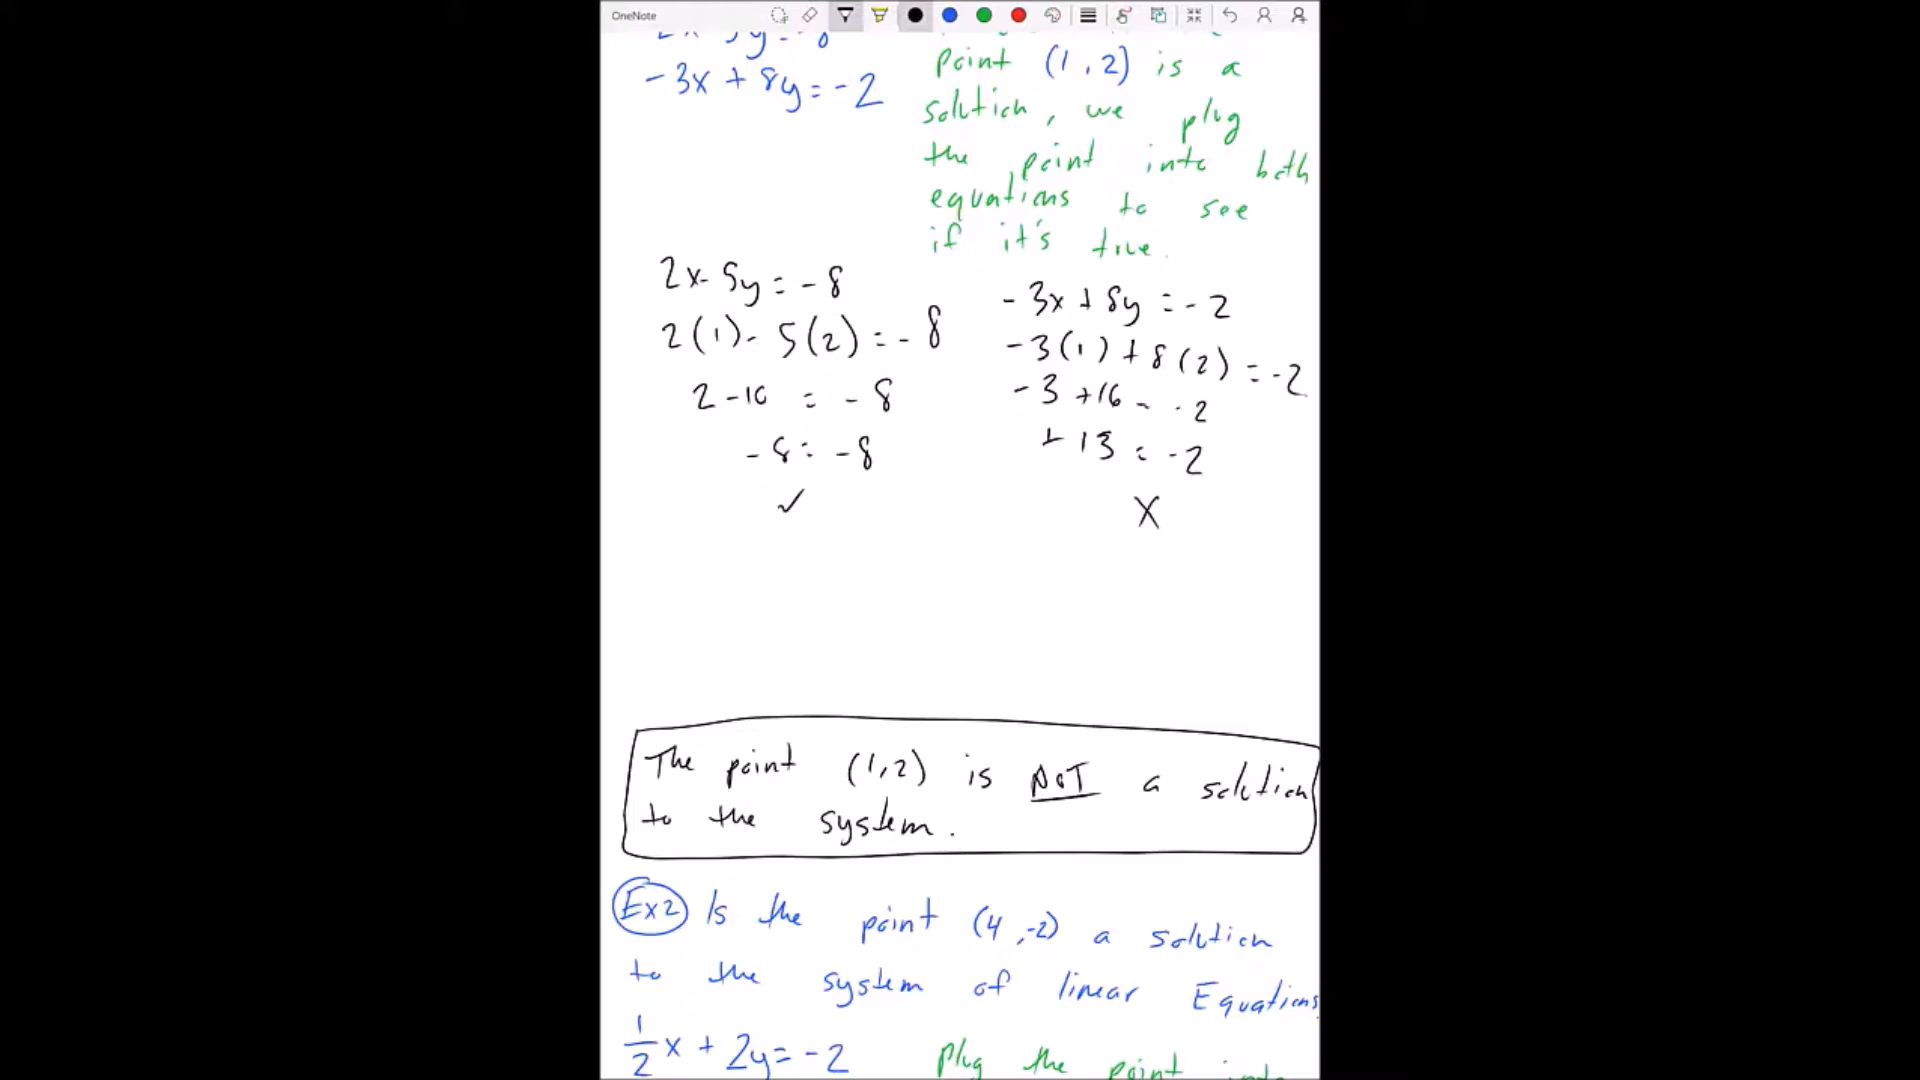 OneNote
-3x + 8y = -2
point (1, 2) is a
solution, we plug
the point into both
equations to see
if it's true.
2x - 5y = -8
2(1) - 5(2) = -8
2 - 10 = -8
-8 = -8
✓
-3x + 8y = -2
-3(1) + 8(2) = -2
-3 + 16 = -2
+ 13 = -2
X
The point (1,2) is NOT a solution
to the system.
Ex2 Is the point (4, -2) a solution
to the system of linear Equations
1/2 x + 2y = -2
plug the point into